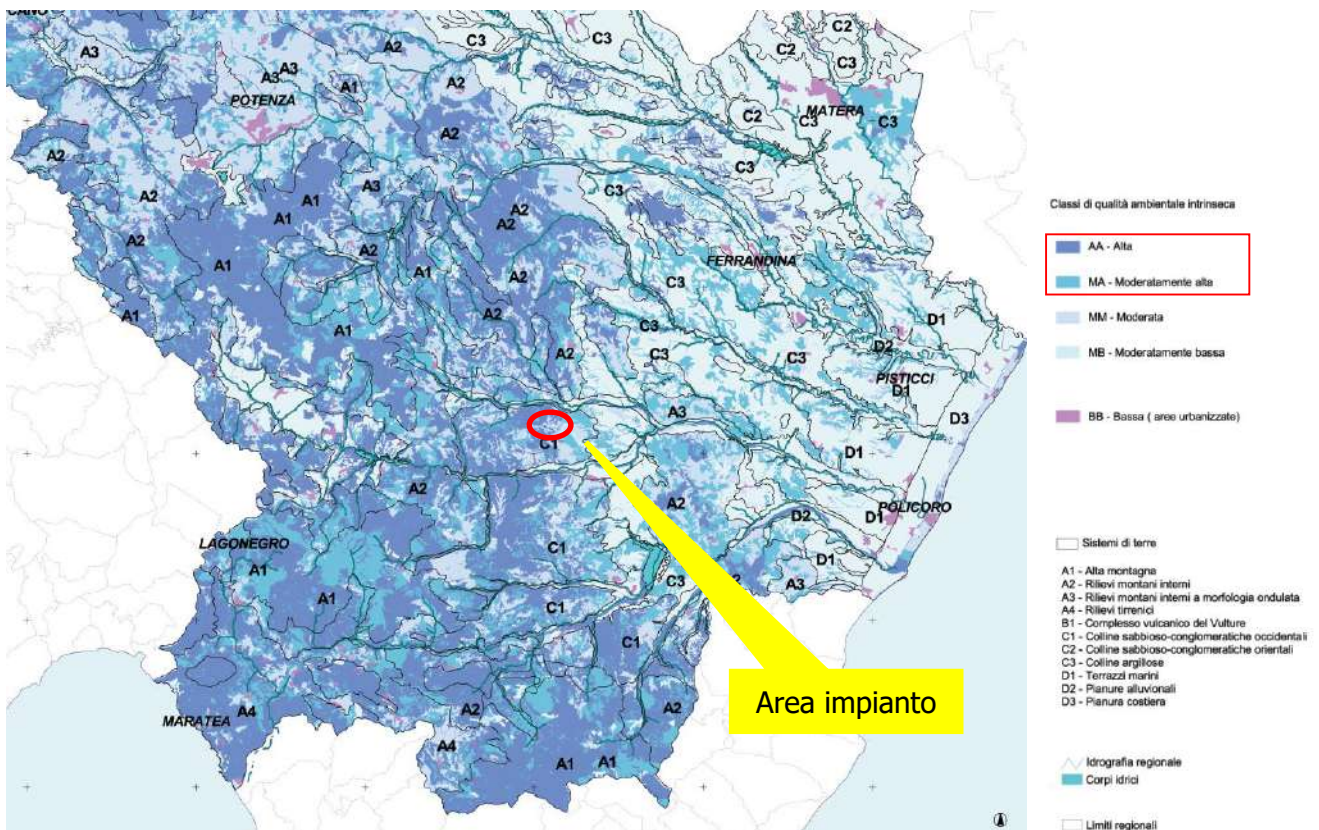 CANO
A3
A2
C3
C3
C2
C2
C3
A3
A3
A1
A2
POTENZA
MATERA
A2
A2
C2
C3
C3
C3
A2
A3
C3
A1
A1
A2
A2
A2
A2
A1
A1
A2
C3
FERRANDINA
A1
A1
A2
C3
C3
C3
D1
D2
A2
PISTICCI
D1
A3
D3
C1
D1
A2
A2
D2
D1
POLICORO
LAGONEGRO
A1
C1
D1
C3
A3
A1
C1
C1
Area impianto
MARATEA
A4
A2
A2
A4
A1
A1
Classi di qualità ambientale intrinseca
AA - Alta
MA - Moderatamente alta
MM - Moderata
MB - Moderatamente bassa
BB - Bassa ( aree urbanizzate)
Sistemi di terre
A1 - Alta montagna
A2 - Rilievi montani interni
A3 - Rilievi montani interni a morfologia ondulata
A4 - Rilievi tirrenici
B1 - Complesso vulcanico del Vulture
C1 - Colline sabbioso-conglomeratiche occidentali
C2 - Colline sabbioso-conglomeratiche orientali
C3 - Colline argillose
D1 - Terrazzi marini
D2 - Pianure alluvionali
D3 - Pianura costiera
Idrografia regionale
Corpi idrici
Limiti regionali